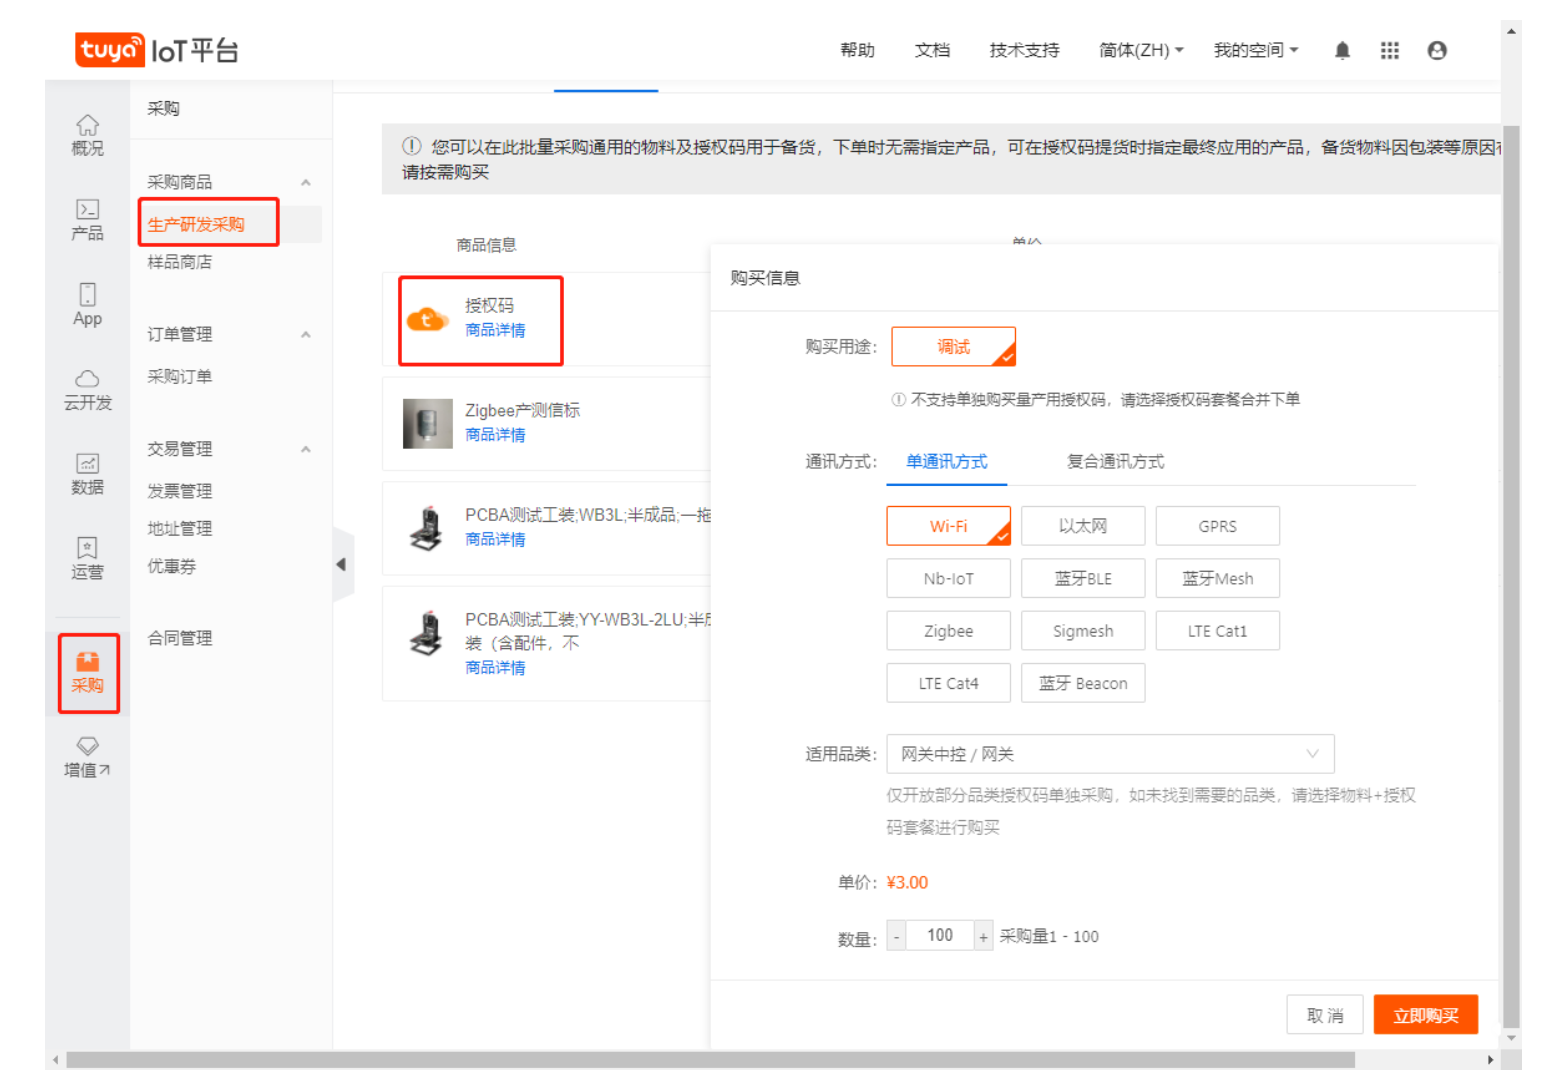 tuya IoT平台
帮助 文档 技术支持 简体(ZH) 我的空间
概况
产品
App
云开发
数据
运营
采购
增值
采购
采购商品
生产研发采购
样品商店
订单管理
采购订单
交易管理
发票管理
地址管理
优惠券
合同管理
您可以在此批量采购通用的物料及授权码用于备货，下单时无需指定产品，可在授权码提货时指定最终应用的产品，备货物料因包装等原因
请按需购买
商品信息 单价
授权码
商品详情
Zigbee产测信标
商品详情
PCBA测试工装;WB3L;半成品;一拖
商品详情
PCBA测试工装;YY-WB3L-2LU;半
装（含配件，不
商品详情
购买信息
购买用途: 调试
不支持单独购买量产用授权码，请选择授权码套餐合并下单
通讯方式: 单通讯方式 复合通讯方式
Wi-Fi 以太网 GPRS
Nb-IoT 蓝牙BLE 蓝牙Mesh
Zigbee Sigmesh LTE Cat1
LTE Cat4 蓝牙 Beacon
适用品类: 网关中控 / 网关
仅开放部分品类授权码单独采购，如未找到需要的品类，请选择物料+授权
码套餐进行购买
单价: ¥3.00
数量: - 100 + 采购量1 - 100
取 消 立即购买